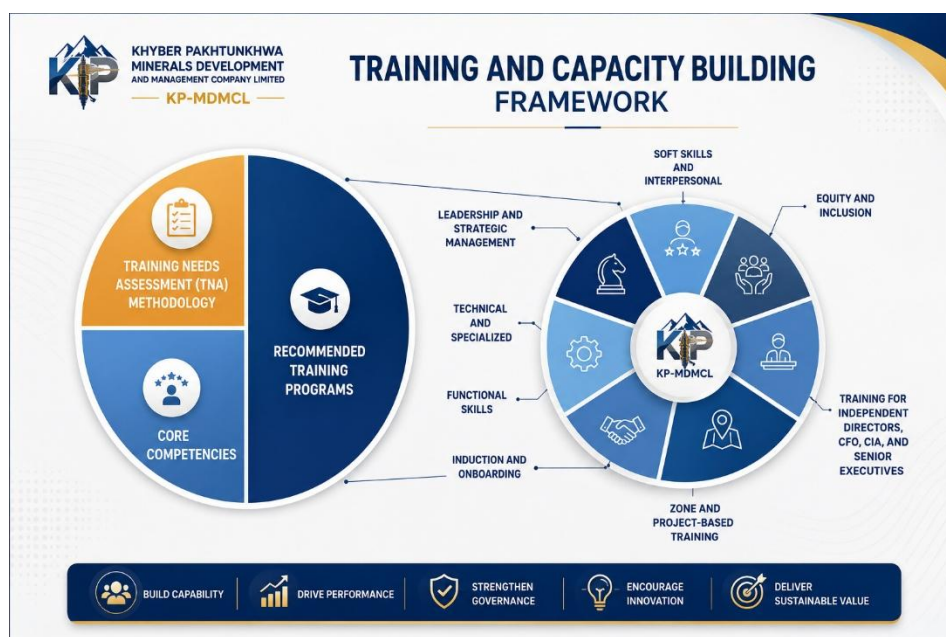 KHYBER PAKHTUNKHWA
MINERALS DEVELOPMENT
AND MANAGEMENT COMPANY LIMITED
KP-MDMCL
KP
TRAINING AND CAPACITY BUILDING
FRAMEWORK
TRAINING NEEDS
ASSESSMENT (TNA)
METHODOLOGY
CORE
COMPETENCIES
RECOMMENDED
TRAINING
PROGRAMS
SOFT SKILLS
AND
INTERPERSONAL
EQUITY AND
INCLUSION
LEADERSHIP AND
STRATEGIC
MANAGEMENT
TECHNICAL
AND
SPECIALIZED
FUNCTIONAL
SKILLS
INDUCTION AND
ONBOARDING
KP
KP-MDMCL
TRAINING FOR
INDEPENDENT
DIRECTORS,
CFO, CIA, AND
SENIOR
EXECUTIVES
ZONE AND
PROJECT-BASED
TRAINING
BUILD CAPABILITY
DRIVE PERFORMANCE
STRENGTHEN
GOVERNANCE
ENCOURAGE
INNOVATION
DELIVER
SUSTAINABLE VALUE